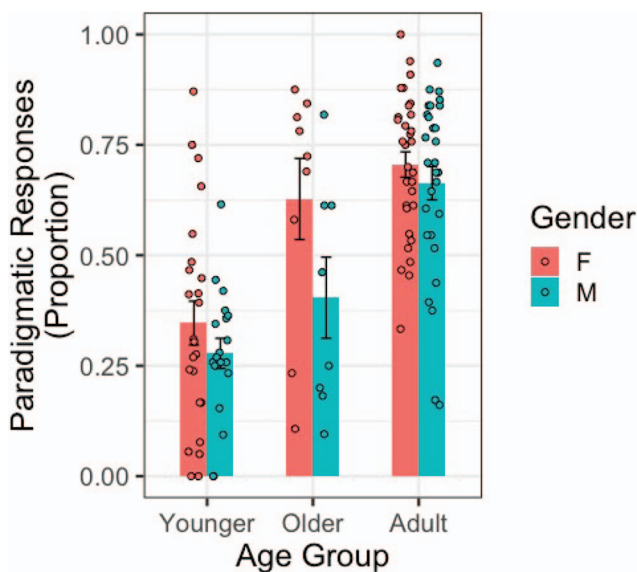 1.00
0.75
0.50
0.25
0.00
Paradigmatic Responses
(Proportion)
Younger Older Adult
Age Group
Gender
F
M